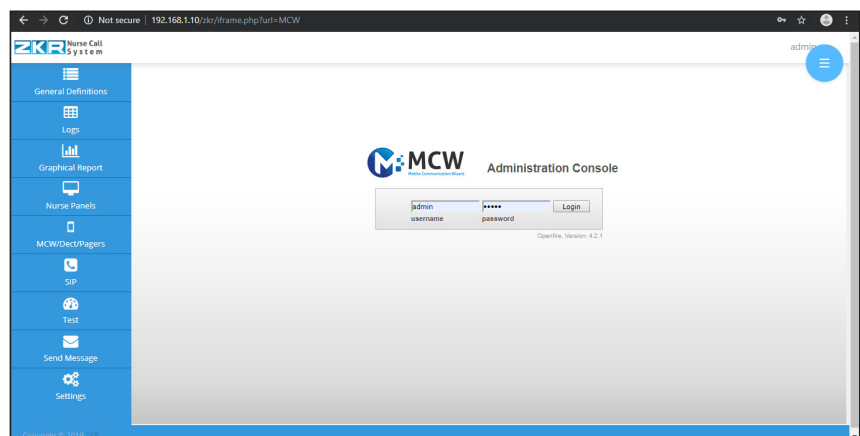 Not secure | 192.168.1.10/zkr/iframe.php?url=MCW
ZKR Nurse Call
System
admin
General Definitions
Logs
Graphical Report
Nurse Panels
MCW/Dect/Pagers
SIP
Test
Send Message
Settings
MCW
Mobile Communication Wizard
Administration Console
admin
•••••
Login
username
password
Openfire, Version: 4.2.1